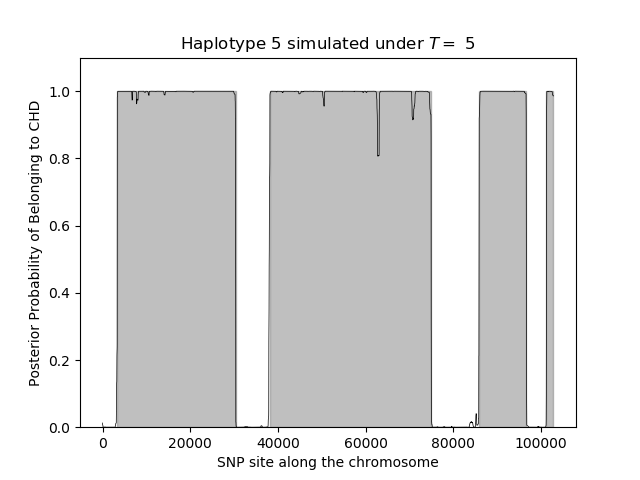 Haplotype 5 simulated under T = 5
Posterior Probability of Belonging to CHD
1.0
0.8
0.6
0.4
0.2
0.0
0 20000 40000 60000 80000 100000
SNP site along the chromosome